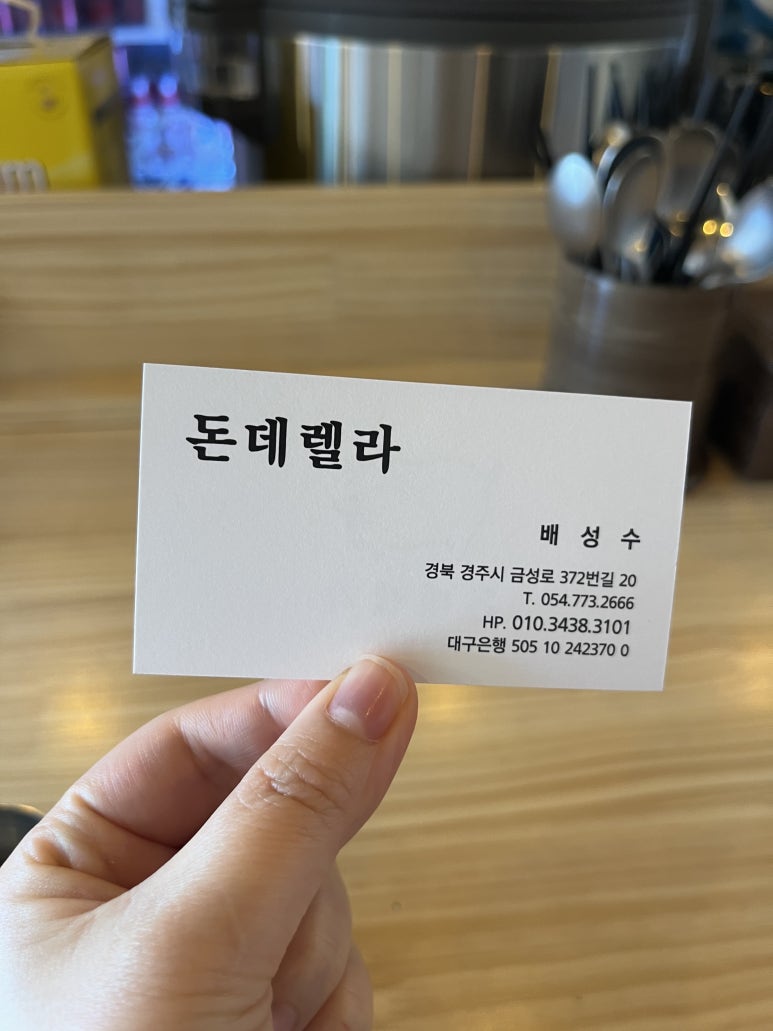 돈데렐라
배 성 수
경북 경주시 금성로 372번길 20
T. 054.773.2666
HP. 010.3438.3101
대구은행 505 10 242370 0